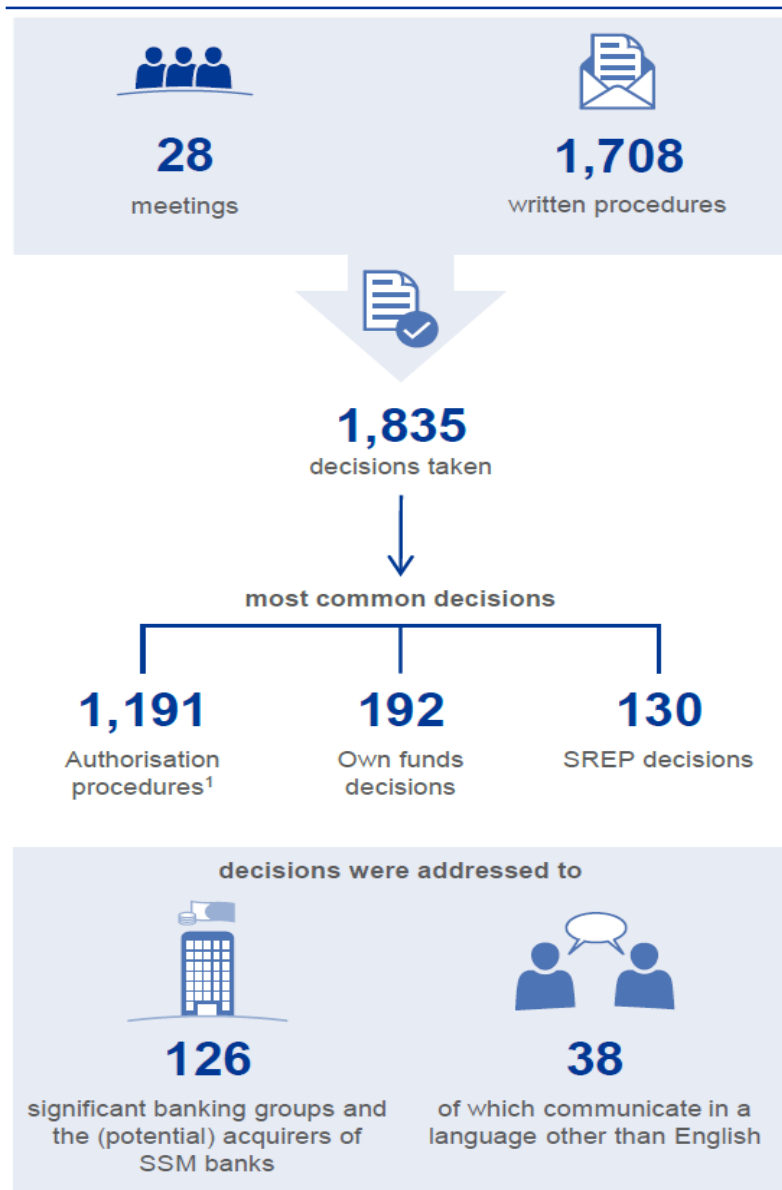 28
meetings
1,708
written procedures
1,835
decisions taken
most common decisions
1,191
Authorisation
procedures¹
192
Own funds
decisions
130
SREP decisions
decisions were addressed to
126
significant banking groups and
the (potential) acquirers of
SSM banks
38
of which communicate in a
language other than English